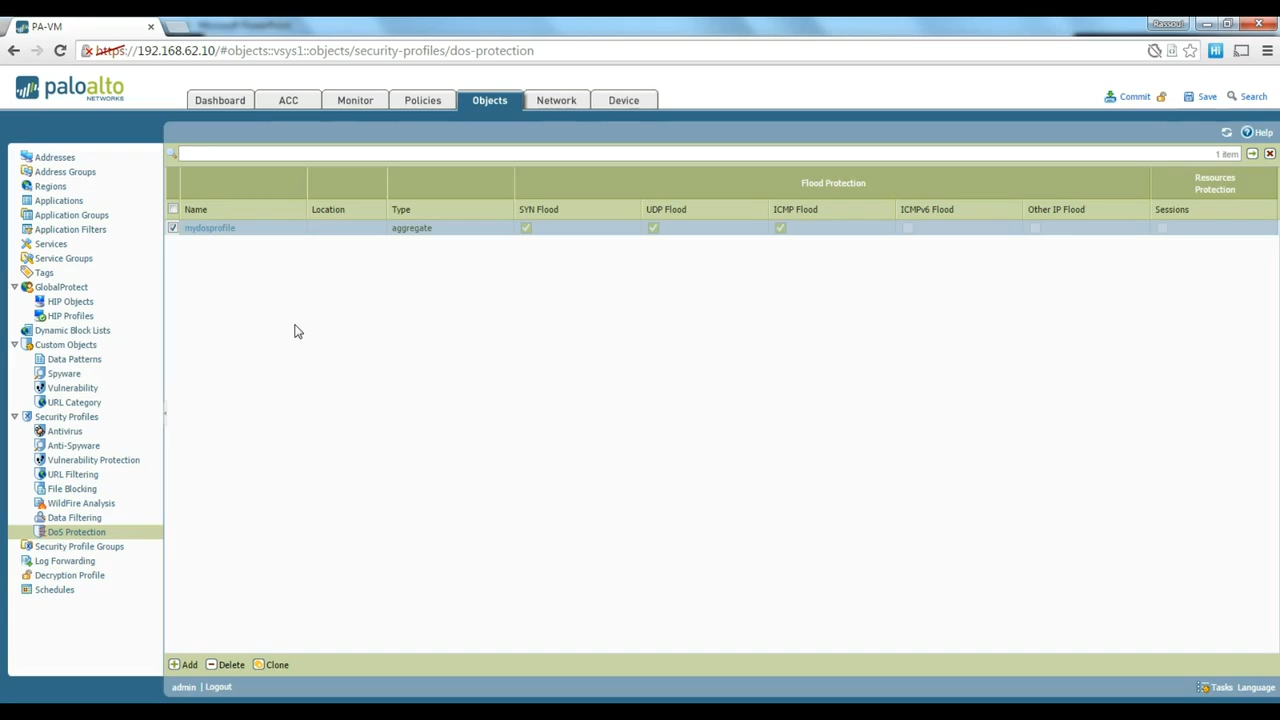 PA-VM
Microsoft PowerPoint
Rassoul
https://192.168.62.10/#objects::vsys1::objects/security-profiles/dos-protection
Hi
paloalto
NETWORKS
Dashboard ACC Monitor Policies Objects Network Device
Commit Save Search
Help
1 item
Addresses
Address Groups
Regions
Applications
Application Groups
Application Filters
Services
Service Groups
Tags
GlobalProtect
HIP Objects
HIP Profiles
Dynamic Block Lists
Custom Objects
Data Patterns
Spyware
Vulnerability
URL Category
Security Profiles
Antivirus
Anti-Spyware
Vulnerability Protection
URL Filtering
File Blocking
WildFire Analysis
Data Filtering
DoS Protection
Security Profile Groups
Log Forwarding
Decryption Profile
Schedules
Flood Protection
Resources
Protection
Name Location Type SYN Flood UDP Flood ICMP Flood ICMPv6 Flood Other IP Flood Sessions
mydosprofile aggregate
Add Delete Clone
admin | Logout
Tasks Language